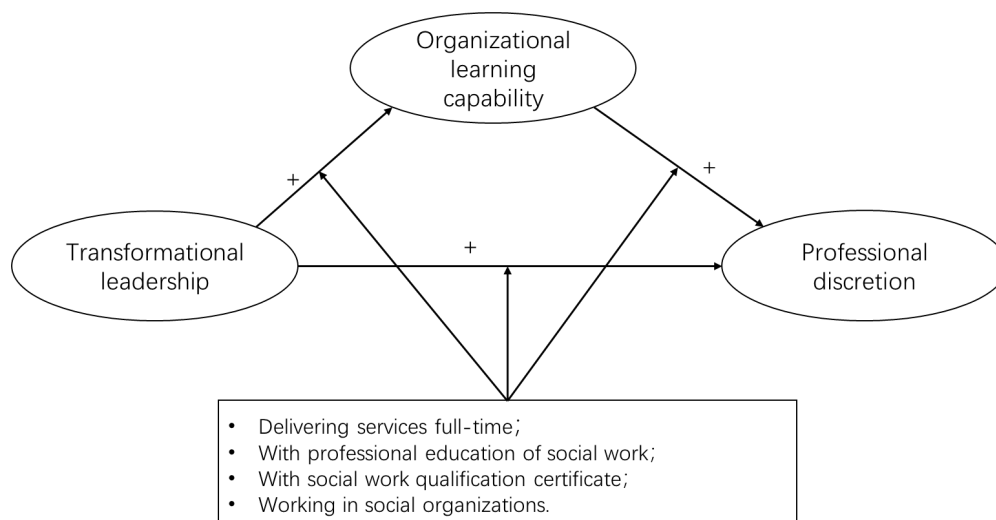 Organizational
learning
capability
+
+
Transformational
leadership
+
Professional
discretion
• Delivering services full-time;
• With professional education of social work;
• With social work qualification certificate;
• Working in social organizations.